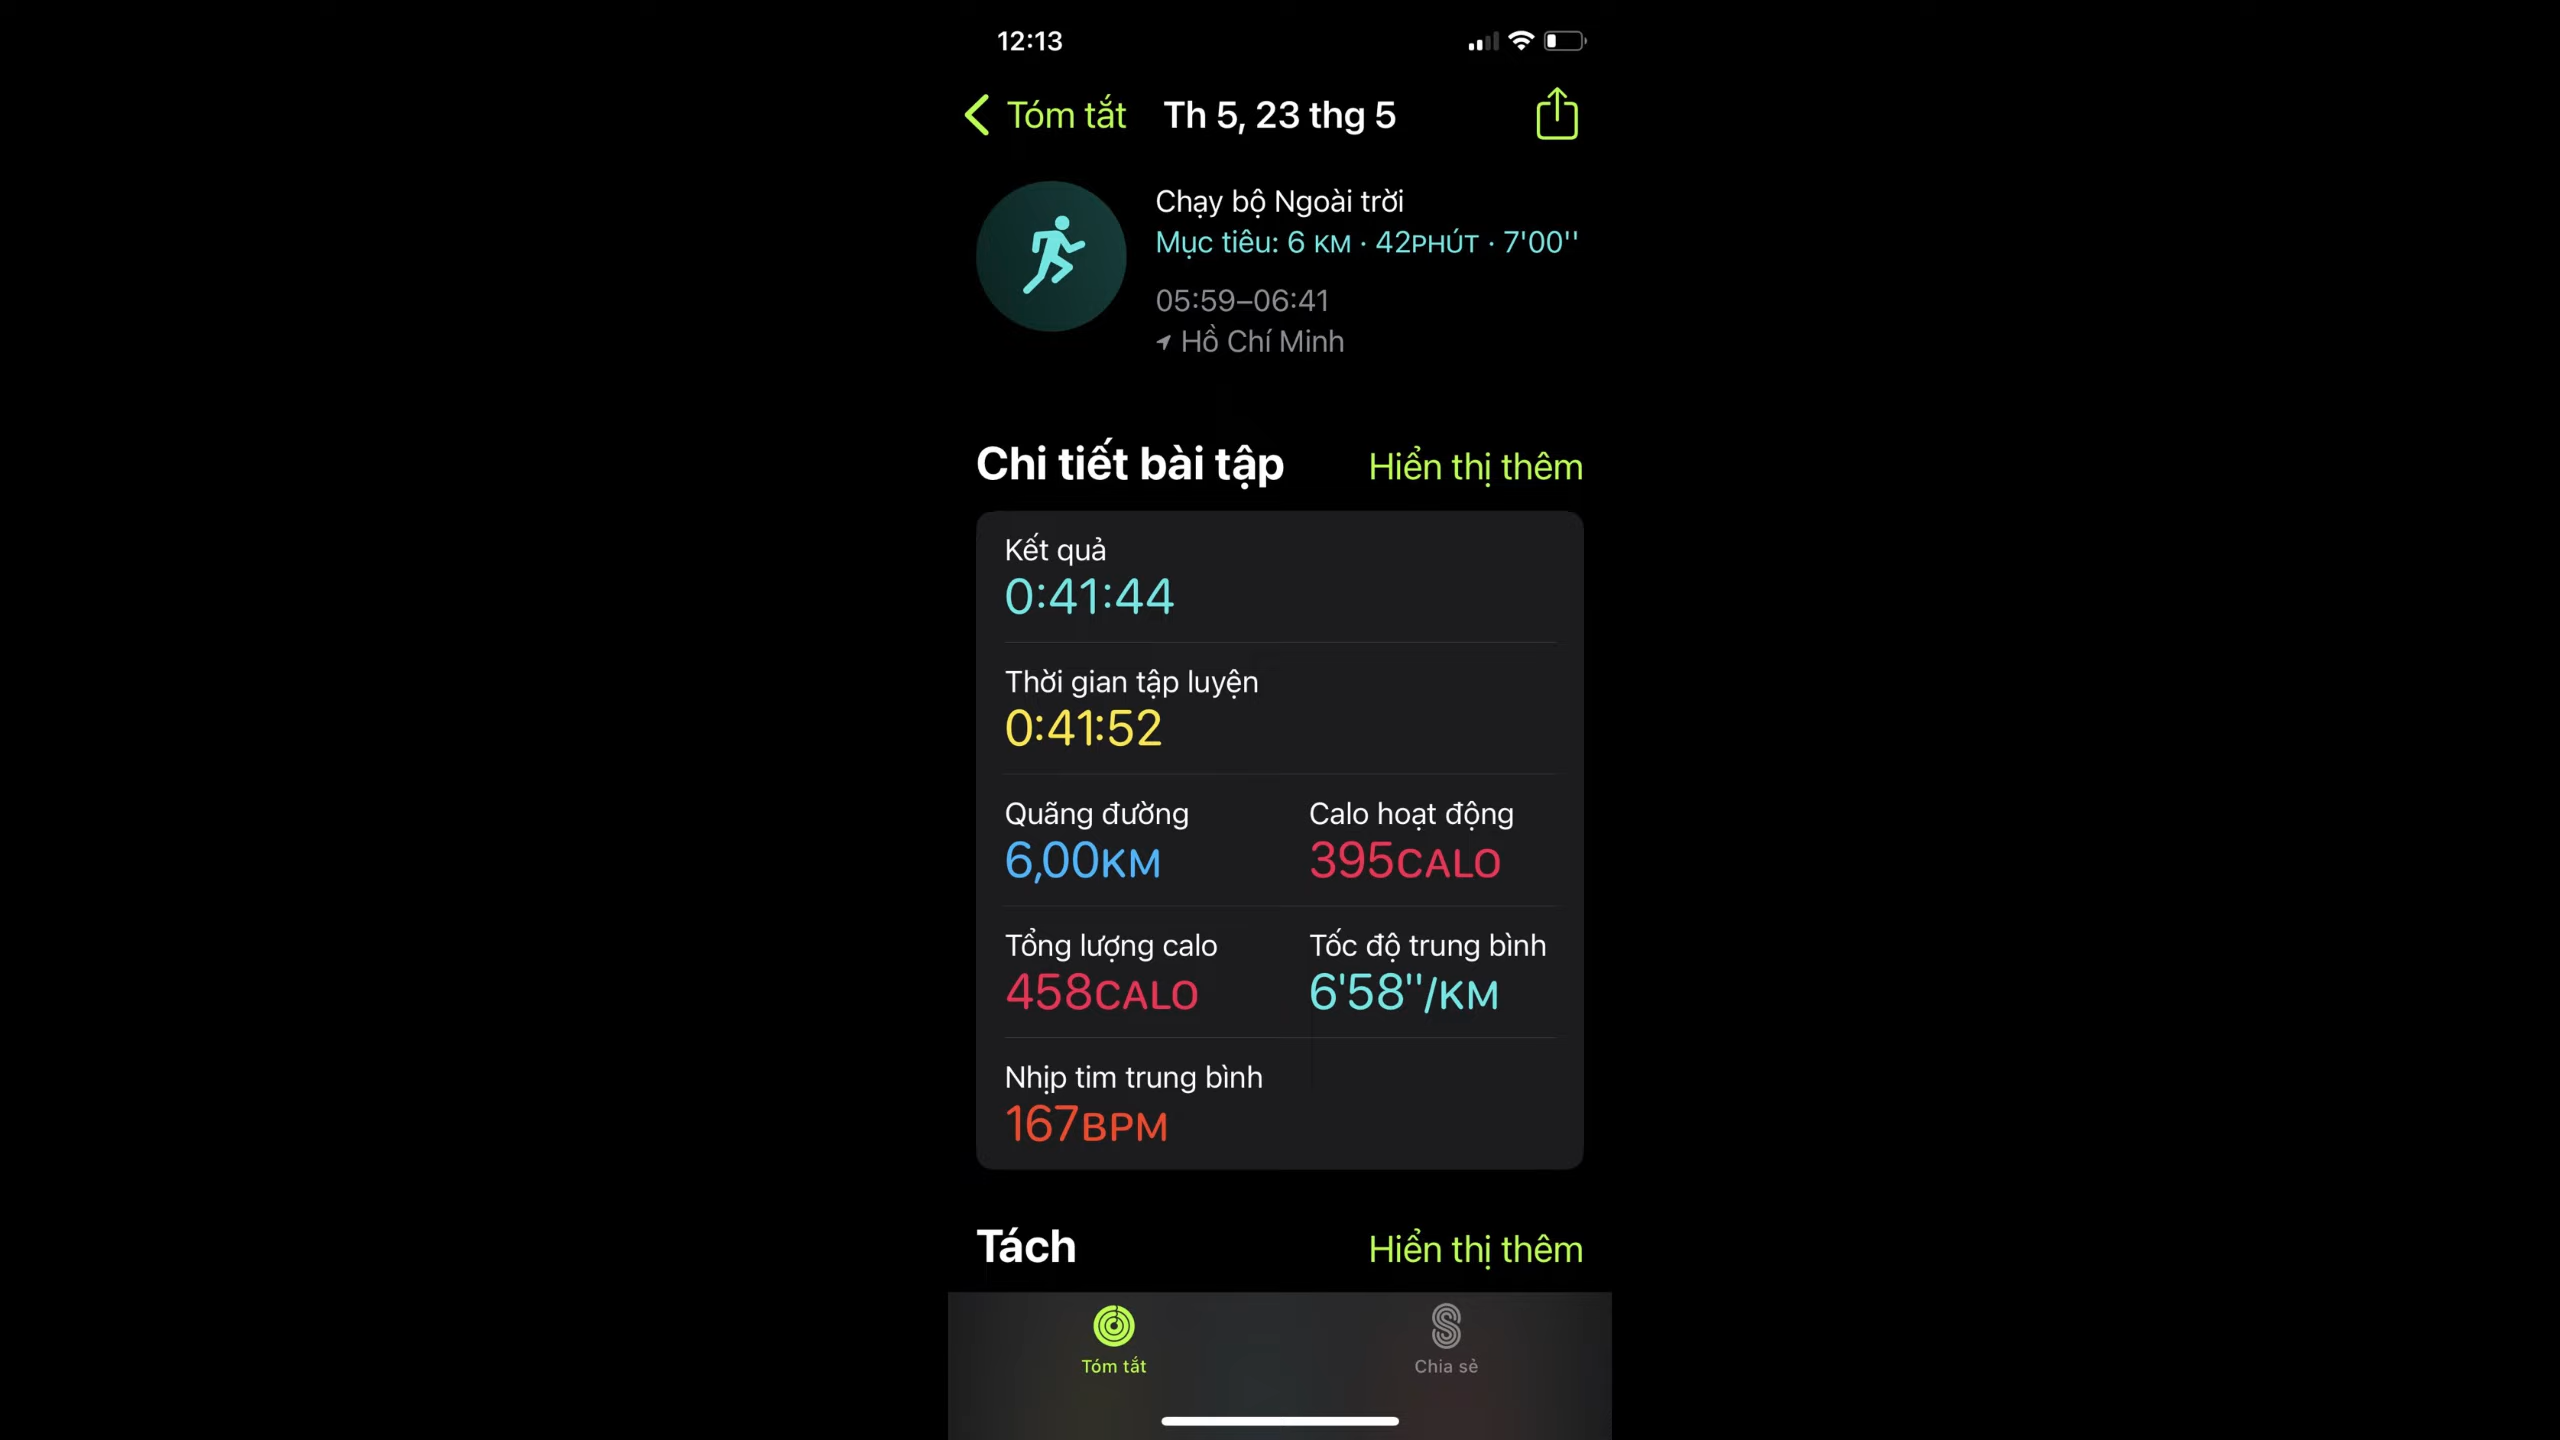 12:13
Tóm tắt
Th 5, 23 thg 5
Chạy bộ Ngoài trời
Mục tiêu: 6 KM · 42PHÚT · 7'00''
05:59–06:41
Hồ Chí Minh
Chi tiết bài tập
Hiển thị thêm
Kết quả
0:41:44
Thời gian tập luyện
0:41:52
Quãng đường
6,00KM
Calo hoạt động
395CALO
Tổng lượng calo
458CALO
Tốc độ trung bình
6'58''/KM
Nhịp tim trung bình
167BPM
Tách
Hiển thị thêm
Tóm tắt
Chia sẻ